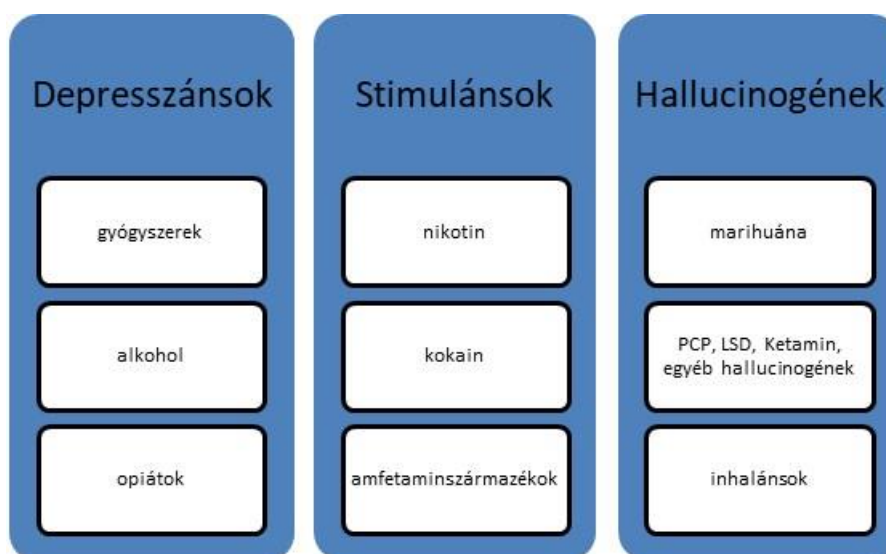 Depresszánsok
gyógyszerek
alkohol
opiátok
Stimulánsok
nikotin
kokain
amfetaminszármazékok
Hallucinogének
marihuána
PCP, LSD, Ketamin,
egyéb hallucinogének
inhalánsok